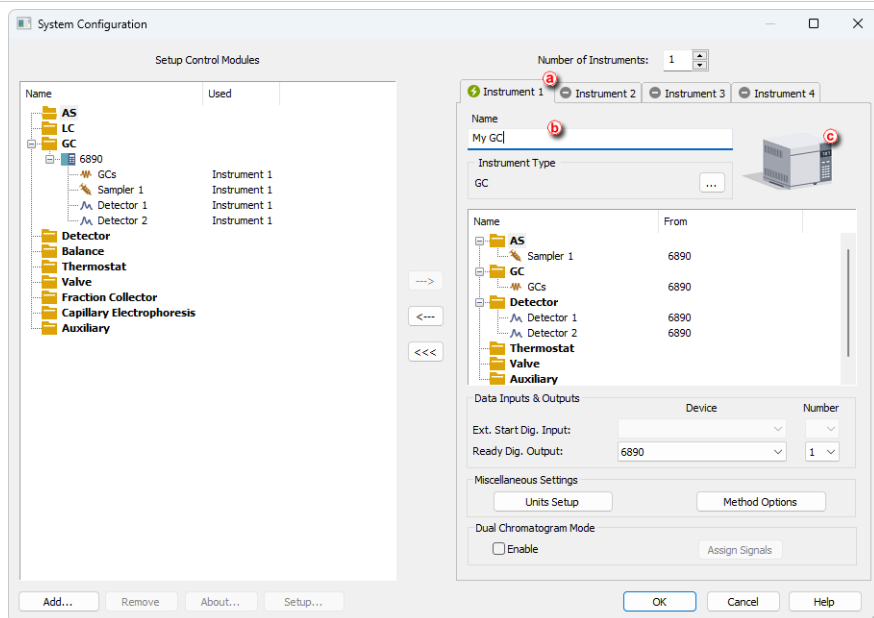 System Configuration
Setup Control Modules
Number of Instruments: 1
Name Used
AS
LC
GC
6890
GCs Instrument 1
Sampler 1 Instrument 1
Detector 1 Instrument 1
Detector 2 Instrument 1
Detector
Balance
Thermostat
Valve
Fraction Collector
Capillary Electrophoresis
Auxiliary
--->
<---
<<<
Instrument 1 a Instrument 2 Instrument 3 Instrument 4
Name
My GC b
c
Instrument Type
GC ...
Name From
AS
Sampler 1 6890
GC
GCs 6890
Detector
Detector 1 6890
Detector 2 6890
Thermostat
Valve
Auxiliary
Data Inputs & Outputs
Device Number
Ext. Start Dig. Input:
Ready Dig. Output: 6890 1
Miscellaneous Settings
Units Setup Method Options
Dual Chromatogram Mode
Enable Assign Signals
Add... Remove About... Setup... OK Cancel Help